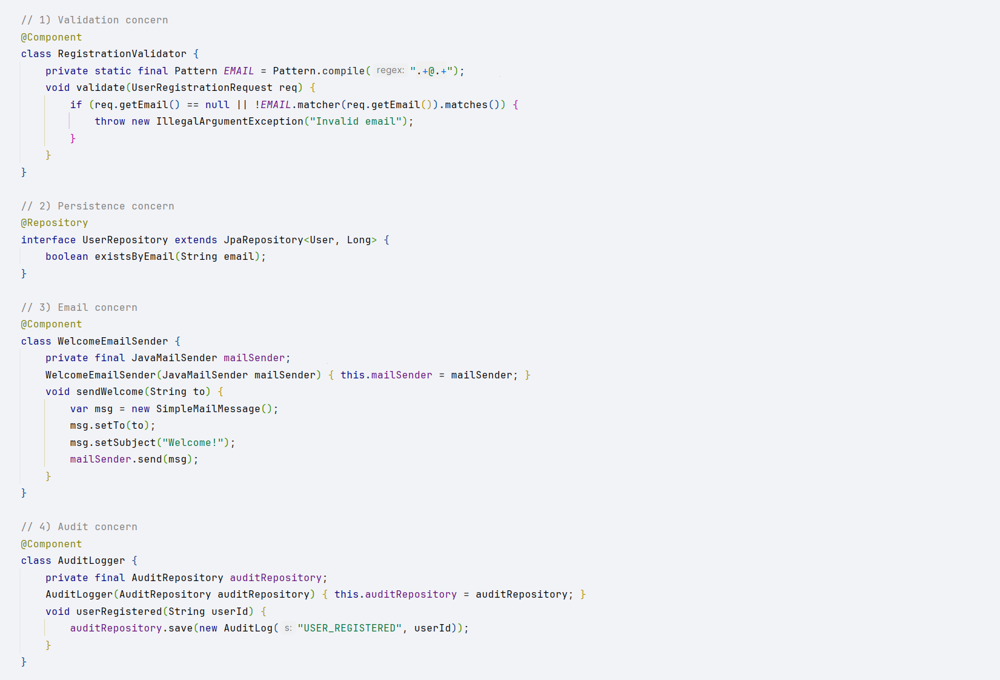 // 1) Validation concern
@Component
class RegistrationValidator {
    private static final Pattern EMAIL = Pattern.compile( regex: ".+@.+");
    void validate(UserRegistrationRequest req) {
        if (req.getEmail() == null || !EMAIL.matcher(req.getEmail()).matches()) {
            throw new IllegalArgumentException("Invalid email");
        }
    }
}

// 2) Persistence concern
@Repository
interface UserRepository extends JpaRepository<User, Long> {
    boolean existsByEmail(String email);
}

// 3) Email concern
@Component
class WelcomeEmailSender {
    private final JavaMailSender mailSender;
    WelcomeEmailSender(JavaMailSender mailSender) { this.mailSender = mailSender; }
    void sendWelcome(String to) {
        var msg = new SimpleMailMessage();
        msg.setTo(to);
        msg.setSubject("Welcome!");
        mailSender.send(msg);
    }
}

// 4) Audit concern
@Component
class AuditLogger {
    private final AuditRepository auditRepository;
    AuditLogger(AuditRepository auditRepository) { this.auditRepository = auditRepository; }
    void userRegistered(String userId) {
        auditRepository.save(new AuditLog( s: "USER_REGISTERED", userId));
    }
}